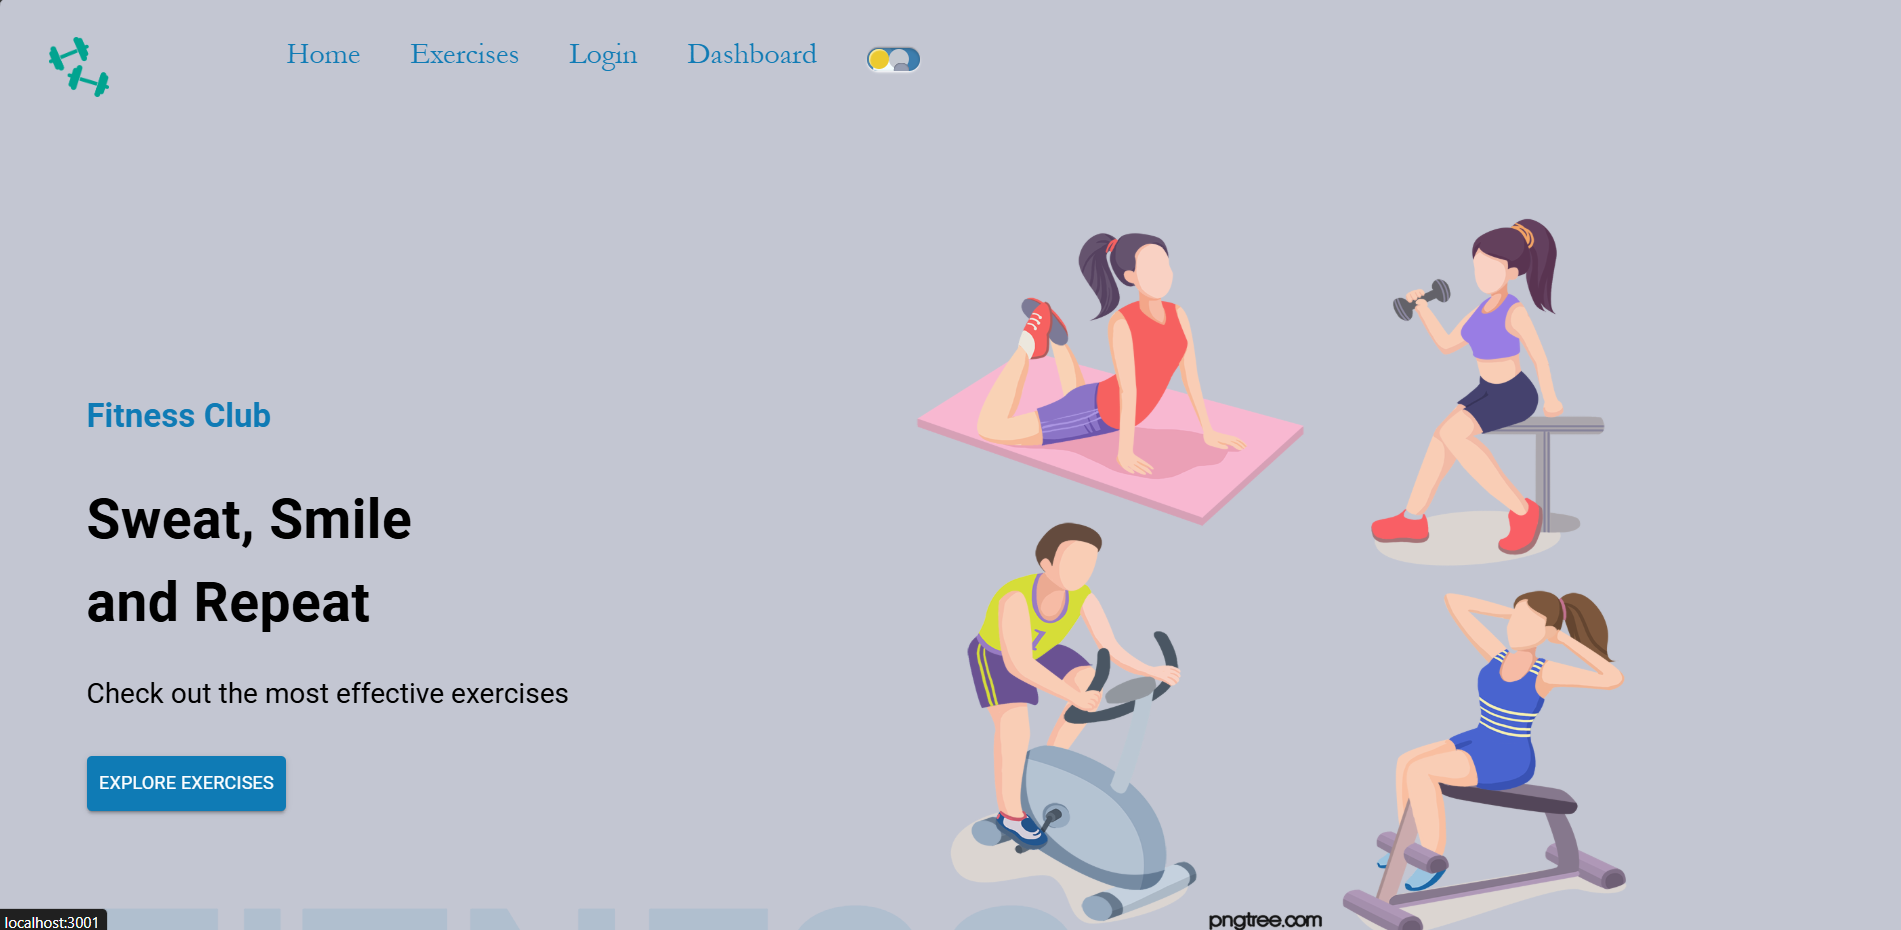 Home Exercises Login Dashboard
Fitness Club
Sweat, Smile
and Repeat
Check out the most effective exercises
EXPLORE EXERCISES
FITNESS
localhost:3001
pngtree.com